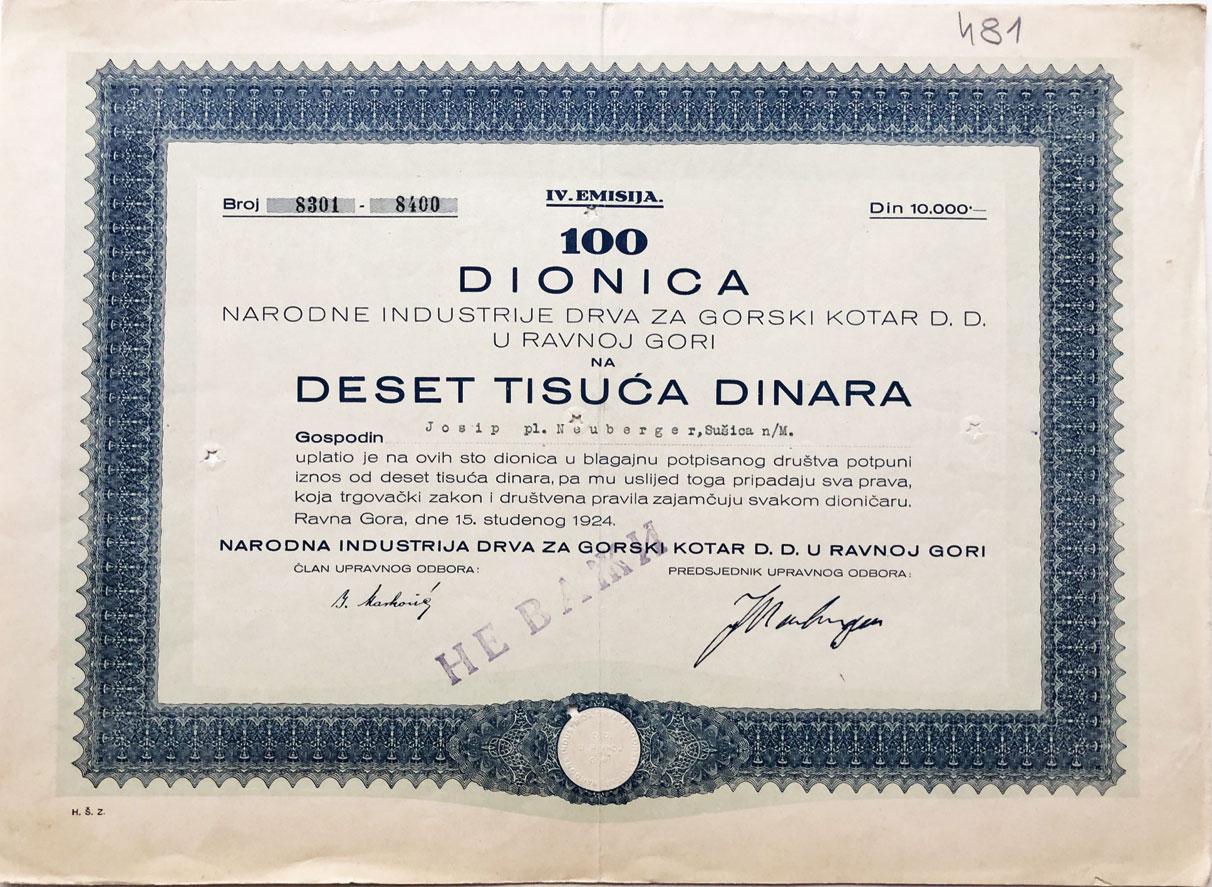 481
Broj 8301 - 8400
IV. EMISIJA.
Din 10.000·—
100
DIONICA
NARODNE INDUSTRIJE DRVA ZA GORSKI KOTAR D. D.
U RAVNOJ GORI
NA
DESET TISUĆA DINARA
Gospodin Josip pl. Neuberger, Sušica n/M.
uplatio je na ovih sto dionica u blagajnu potpisanog društva potpuni
iznos od deset tisuća dinara, pa mu uslijed toga pripadaju sva prava,
koja trgovački zakon i društvena pravila zajamčuju svakom dioničaru.
Ravna Gora, dne 15. studenog 1924.
NARODNA INDUSTRIJA DRVA ZA GORSKI KOTAR D. D. U RAVNOJ GORI
ČLAN UPRAVNOG ODBORA:
PREDSJEDNIK UPRAVNOG ODBORA:
B. Marković
НЕ ВАЖИ
H. Š. Z.